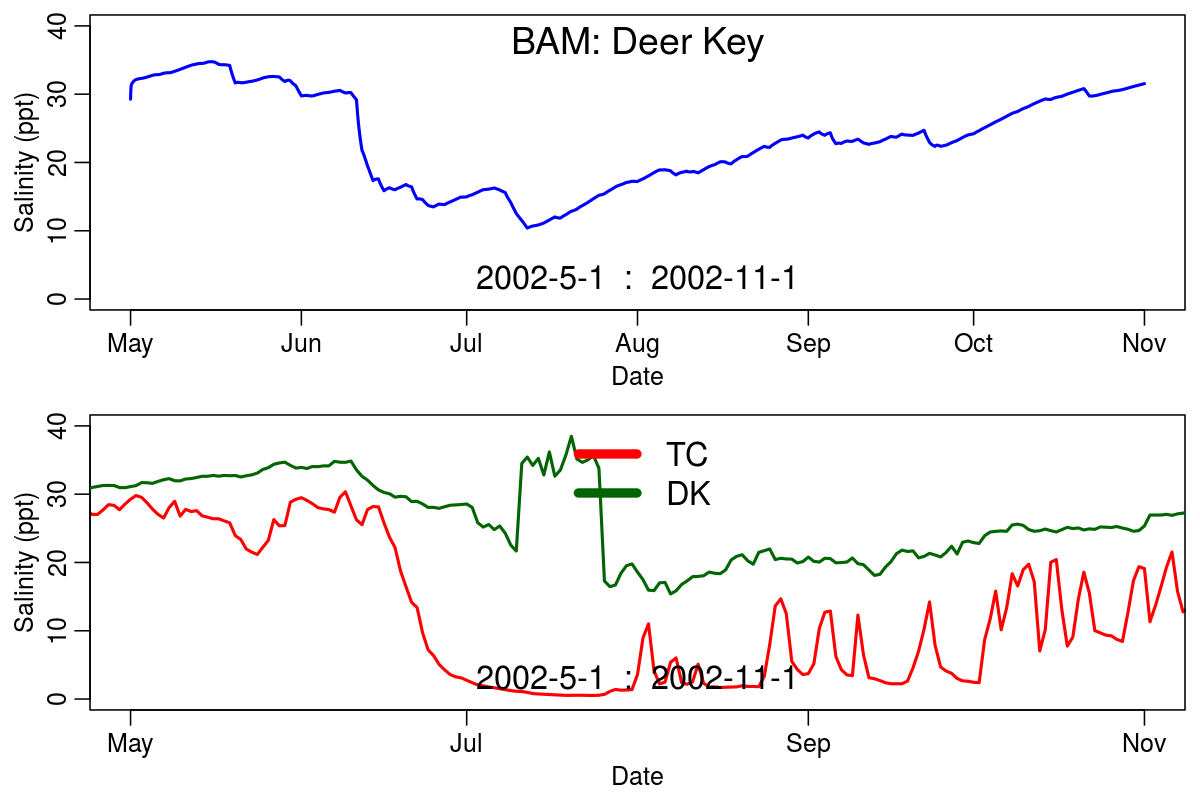 BAM: Deer Key
Salinity (ppt)
40
30
20
10
0
2002-5-1 : 2002-11-1
May Jun Jul Aug Sep Oct Nov
Date
Salinity (ppt)
40
30
20
10
0
TC
DK
2002-5-1 : 2002-11-1
May Jul Sep Nov
Date